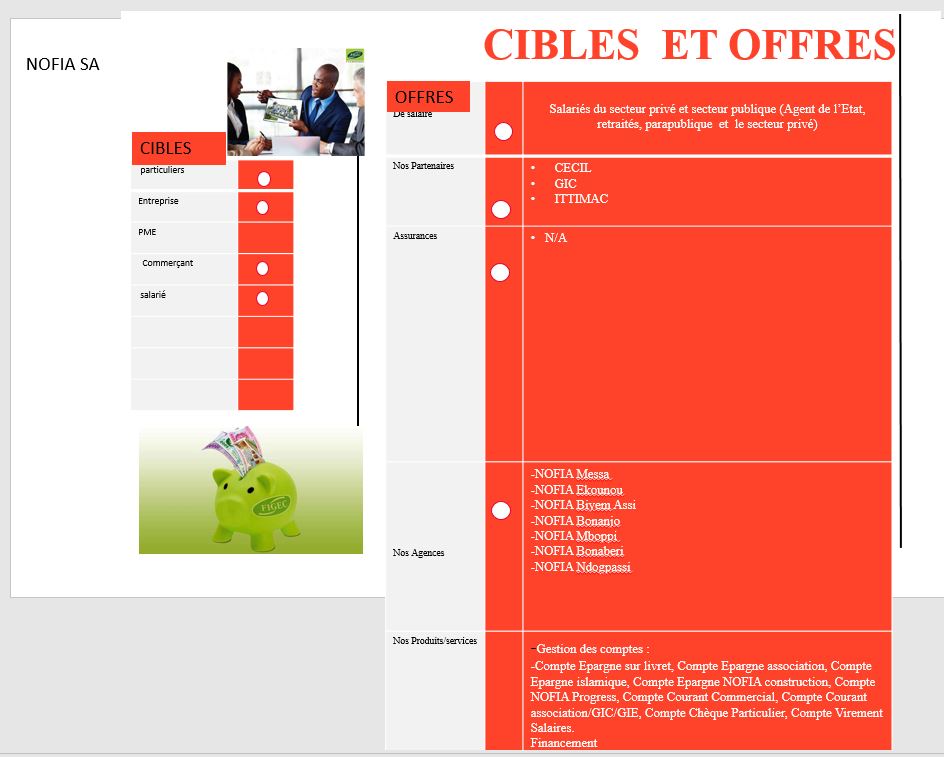 CIBLES  ET OFFRES
NOFIA SA
CIBLES
particuliers
Entreprise
PME
Commerçant
salarié
FIGEC
OFFRES
De salaire
Salariés du secteur privé et secteur publique (Agent de l’Etat,
retraités, parapublique  et  le secteur privé)
Nos Partenaires
• CECIL
• GIC
• ITTIMAC
Assurances
• N/A
Nos Agences
-NOFIA Messa
-NOFIA Ekounou
-NOFIA Biyem Assi
-NOFIA Bonanjo
-NOFIA Mboppi
-NOFIA Bonaberi
-NOFIA Ndogpassi
Nos Produits/services
-Gestion des comptes :
-Compte Epargne sur livret, Compte Epargne association, Compte
Epargne islamique, Compte Epargne NOFIA construction, Compte
NOFIA Progress, Compte Courant Commercial, Compte Courant
association/GIC/GIE, Compte Chèque Particulier, Compte Virement
Salaires.
Financement